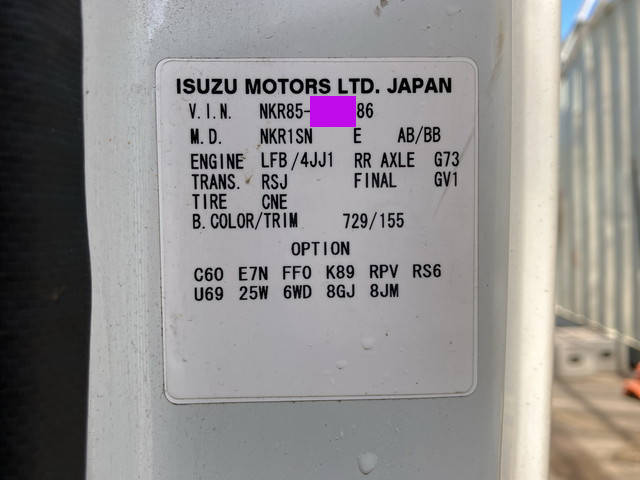 ISUZU MOTORS LTD. JAPAN
V.I.N. NKR85- 86
M.D. NKR1SN E AB/BB
ENGINE LFB/4JJ1 RR AXLE G73
TRANS. RSJ FINAL GV1
TIRE CNE
B.COLOR/TRIM 729/155
OPTION
C60 E7N FF0 K89 RPV RS6
U69 25W 6WD 8GJ 8JM